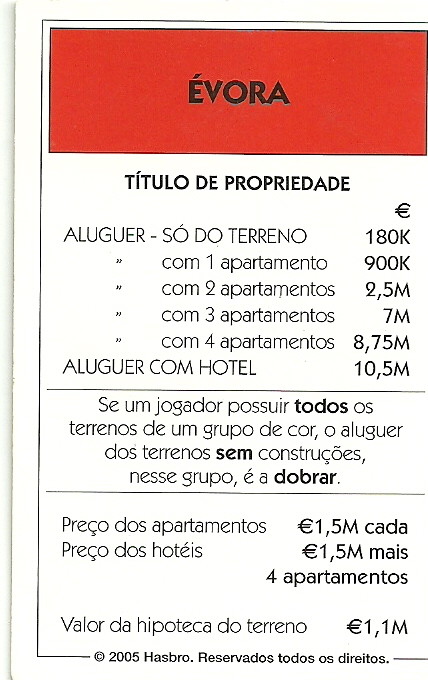 ÉVORA
TÍTULO DE PROPRIEDADE
€
ALUGUER - SÓ DO TERRENO 180K
" com 1 apartamento 900K
" com 2 apartamentos 2,5M
" com 3 apartamentos 7M
" com 4 apartamentos 8,75M
ALUGUER COM HOTEL 10,5M
Se um jogador possuir todos os
terrenos de um grupo de cor, o aluguer
dos terrenos sem construções,
nesse grupo, é a dobrar.
Preço dos apartamentos €1,5M cada
Preço dos hotéis €1,5M mais
4 apartamentos
Valor da hipoteca do terreno €1,1M
© 2005 Hasbro. Reservados todos os direitos.